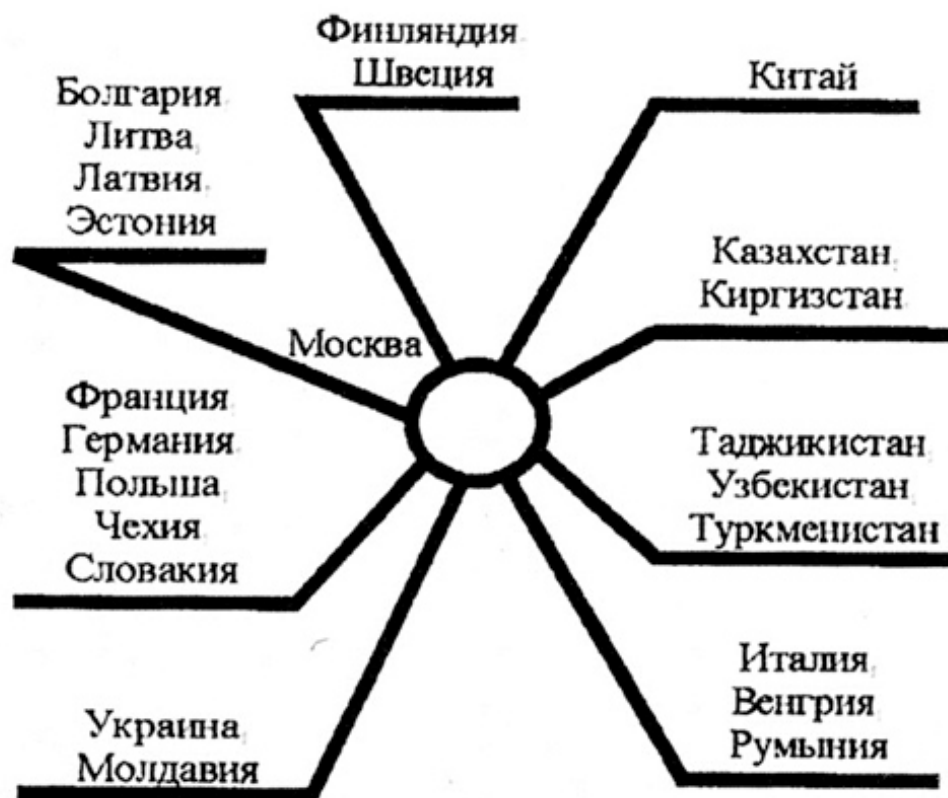 Финляндия
Швеция
Китай
Болгария
Литва
Латвия
Эстония
Казахстан
Киргизстан
Москва
Франция
Германия
Польша
Чехия
Словакия
Таджикистан
Узбекистан
Туркменистан
Украина
Молдавия
Италия
Венгрия
Румыния